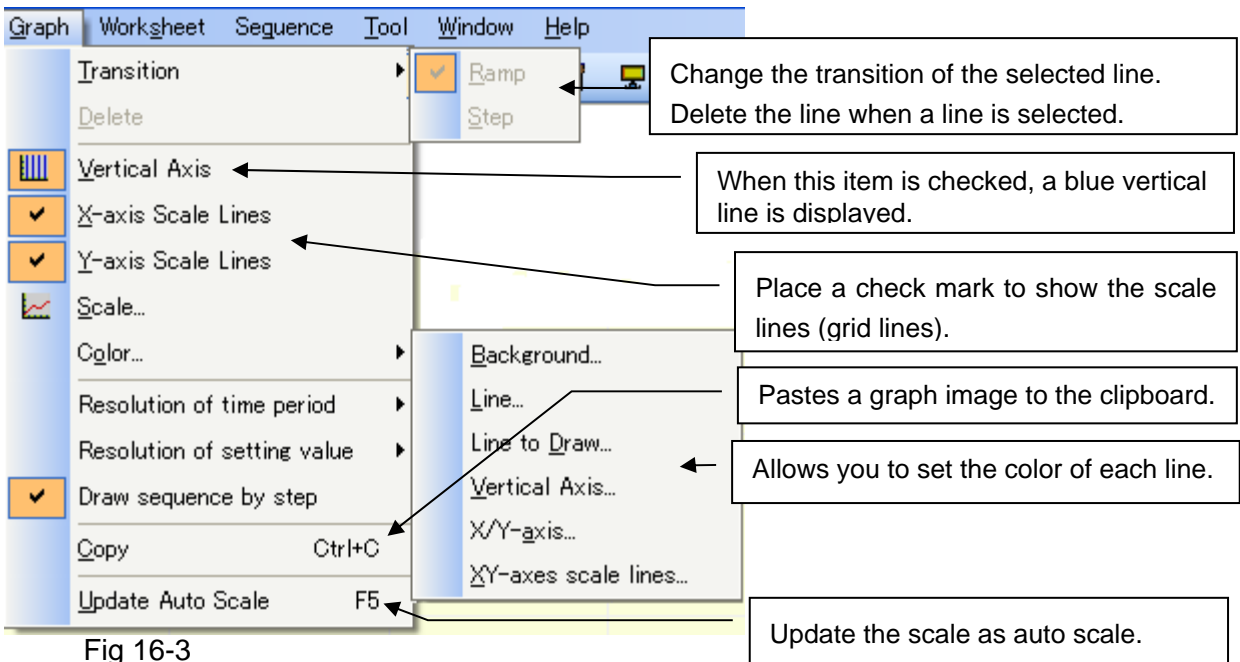 Graph Worksheet Sequence Tool Window Help
Transition
Delete
Vertical Axis
X-axis Scale Lines
Y-axis Scale Lines
Scale...
Color...
Resolution of time period
Resolution of setting value
Draw sequence by step
Copy Ctrl+C
Update Auto Scale F5
Ramp
Step
Background...
Line...
Line to Draw...
Vertical Axis...
X/Y-axis...
XY-axes scale lines...
Change the transition of the selected line.
Delete the line when a line is selected.
When this item is checked, a blue vertical
line is displayed.
Place a check mark to show the scale
lines (grid lines).
Pastes a graph image to the clipboard.
Allows you to set the color of each line.
Update the scale as auto scale.
Fig 16-3